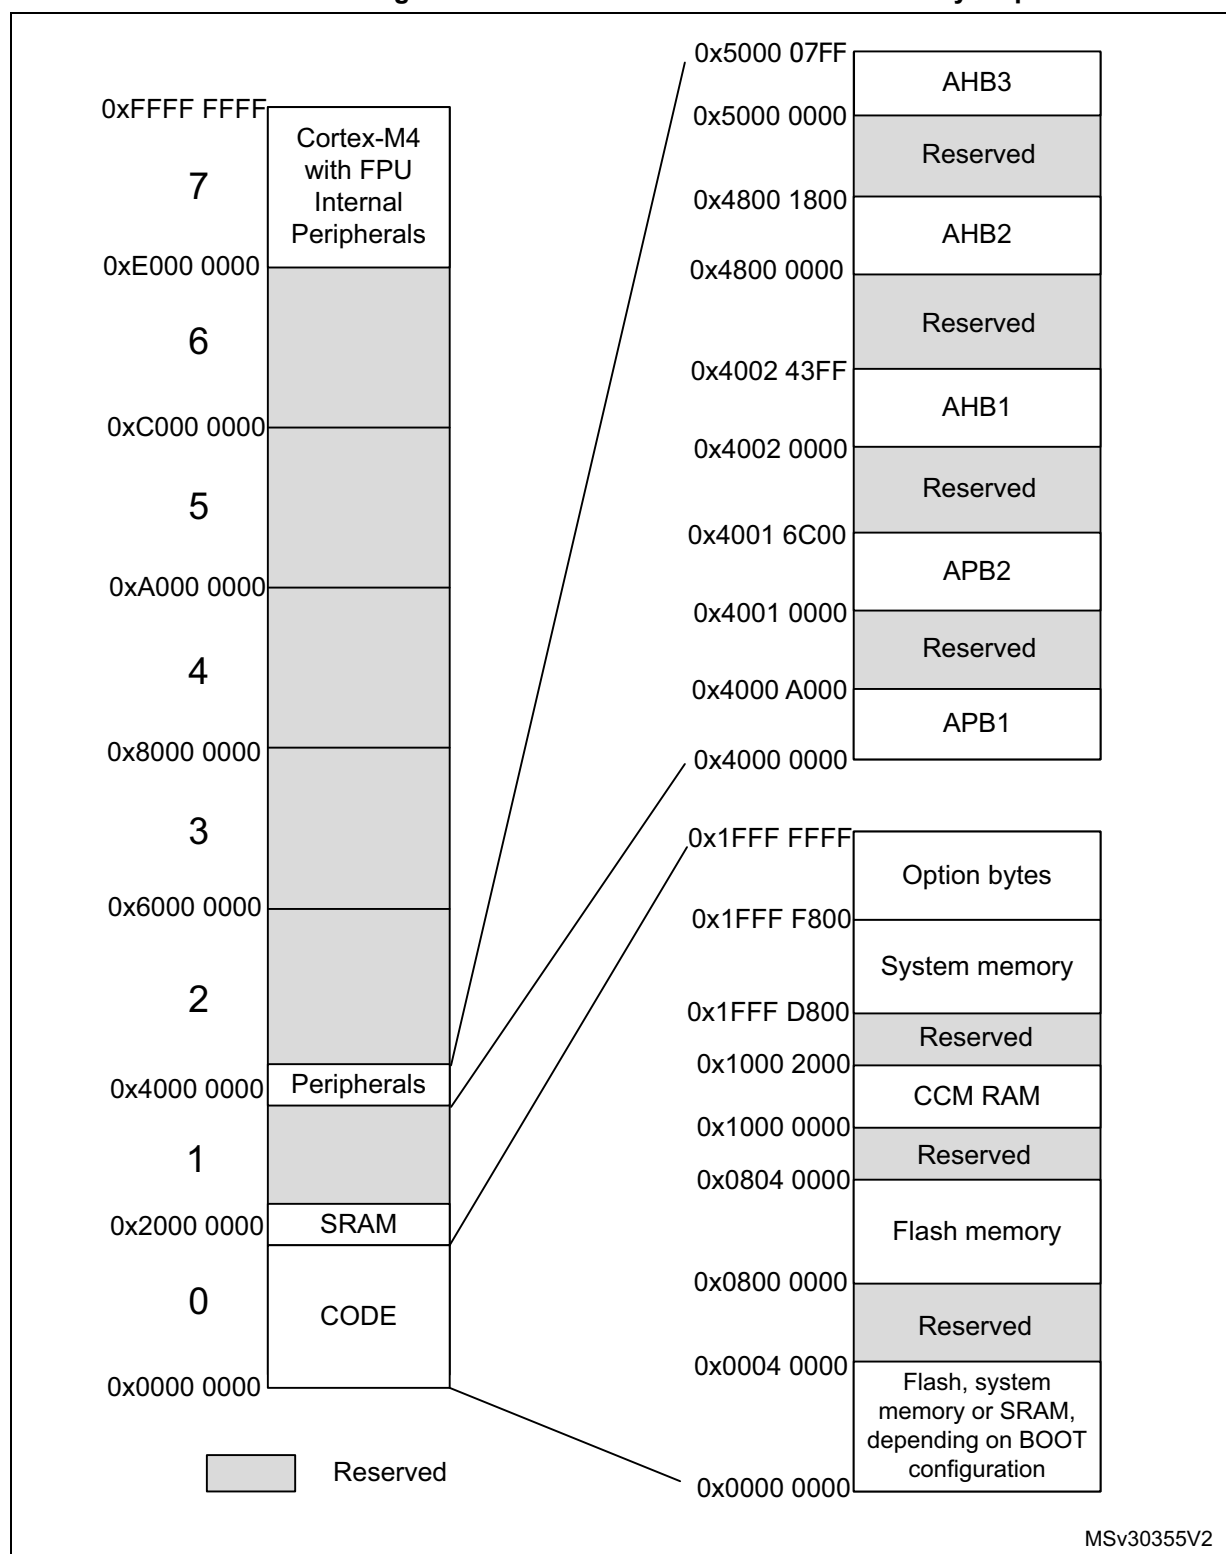 0xFFFF FFFF
Cortex-M4
with FPU
Internal
Peripherals
7
0xE000 0000
6
0xC000 0000
5
0xA000 0000
4
0x8000 0000
3
0x6000 0000
2
0x4000 0000
Peripherals
1
0x2000 0000
SRAM
0
CODE
0x0000 0000
Reserved
0x5000 07FF
AHB3
0x5000 0000
Reserved
0x4800 1800
AHB2
0x4800 0000
Reserved
0x4002 43FF
AHB1
0x4002 0000
Reserved
0x4001 6C00
APB2
0x4001 0000
Reserved
0x4000 A000
APB1
0x4000 0000
0x1FFF FFFF
Option bytes
0x1FFF F800
System memory
0x1FFF D800
Reserved
0x1000 2000
CCM RAM
0x1000 0000
Reserved
0x0804 0000
Flash memory
0x0800 0000
Reserved
0x0004 0000
Flash, system
memory or SRAM,
depending on BOOT
configuration
0x0000 0000
MSv30355V2